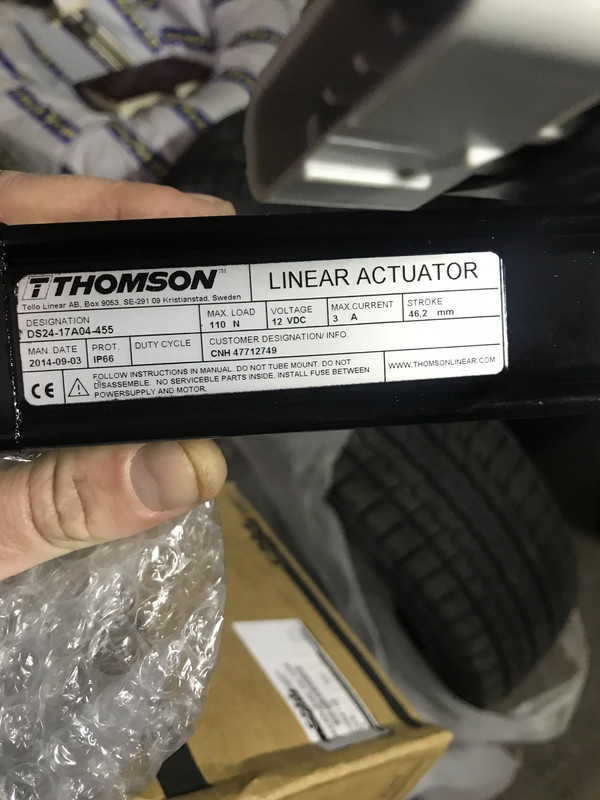 THOMSON™
LINEAR ACTUATOR
Tollo Linear AB, Box 9053, SE-291 09 Kristianstad, Sweden
DESIGNATION
DS24-17A04-455
MAX. LOAD
110 N
VOLTAGE
12 VDC
MAX.CURRENT
3 A
STROKE
46,2 mm
MAN. DATE
2014-09-03
PROT.
IP66
DUTY CYCLE
CUSTOMER DESIGNATION/INFO.
CNH 47712749
CE
FOLLOW INSTRUCTIONS IN MANUAL. DO NOT TUBE MOUNT. DO NOT
DISASSEMBLE. NO SERVICEBLE PARTS INSIDE. INSTALL FUSE BETWEEN
POWERSUPPLY AND MOTOR.
WWW.THOMSONLINEAR.COM